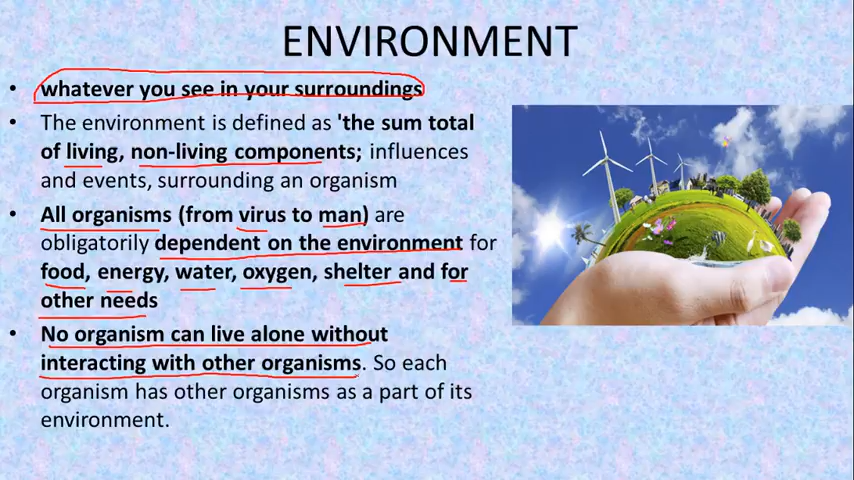 ENVIRONMENT
• whatever you see in your surroundings
• The environment is defined as 'the sum total
of living, non-living components; influences
and events, surrounding an organism
• All organisms (from virus to man) are
obligatorily dependent on the environment for
food, energy, water, oxygen, shelter and for
other needs
• No organism can live alone without
interacting with other organisms. So each
organism has other organisms as a part of its
environment.